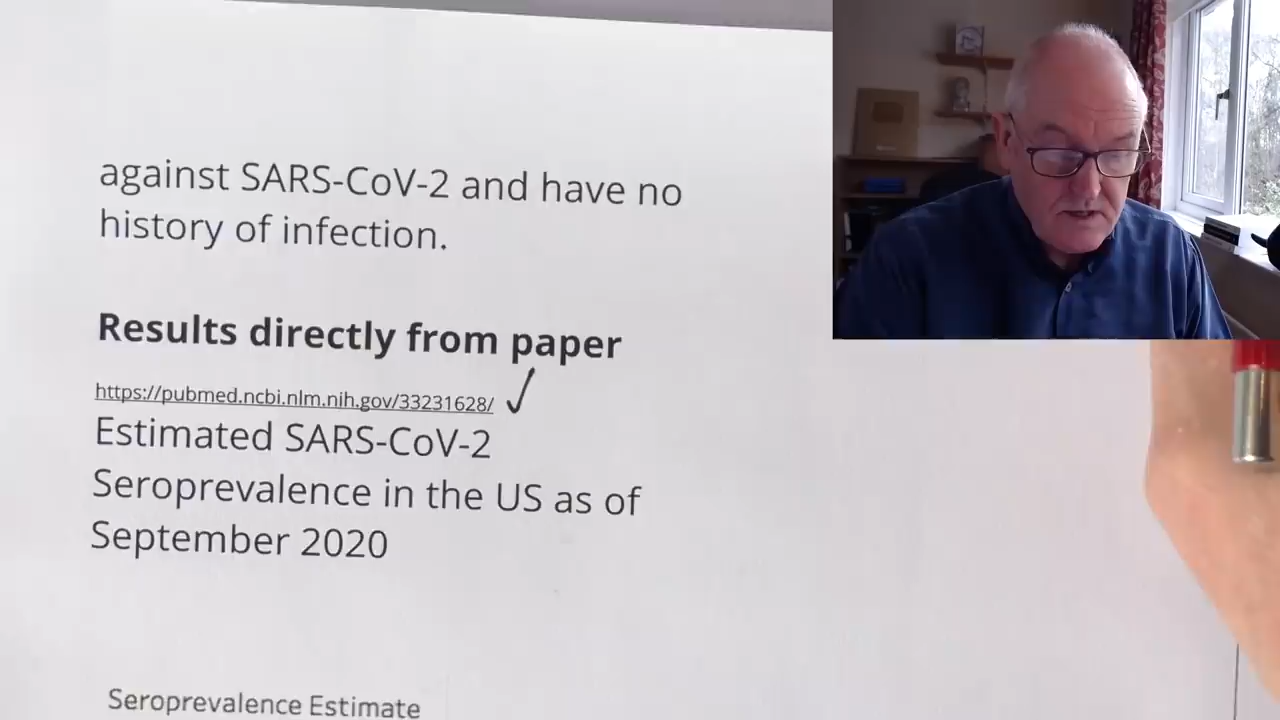 against SARS-CoV-2 and have no
history of infection.
Results directly from paper
https://pubmed.ncbi.nlm.nih.gov/33231628/
Estimated SARS-CoV-2
Seroprevalence in the US as of
September 2020
Seroprevalence Estimate